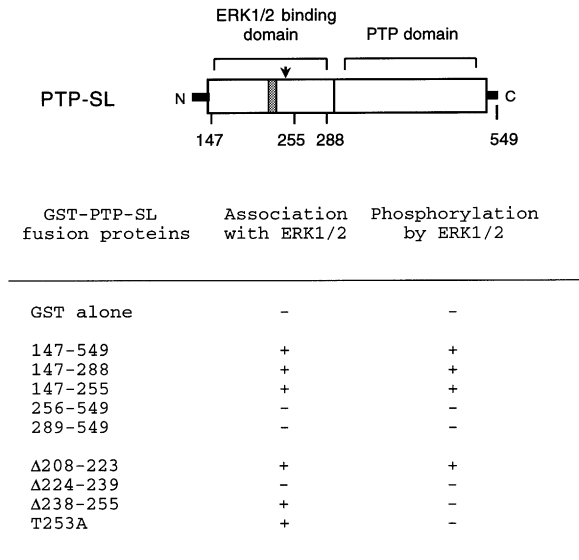 ERK1/2 binding
domain
PTP domain
PTP-SL
N
C
147
255
288
549
GST-PTP-SL Association Phosphorylation
fusion proteins with ERK1/2 by ERK1/2
GST alone - -
147-549 + +
147-288 + +
147-255 + +
256-549 - -
289-549 - -
Δ208-223 + +
Δ224-239 - -
Δ238-255 + -
T253A + -